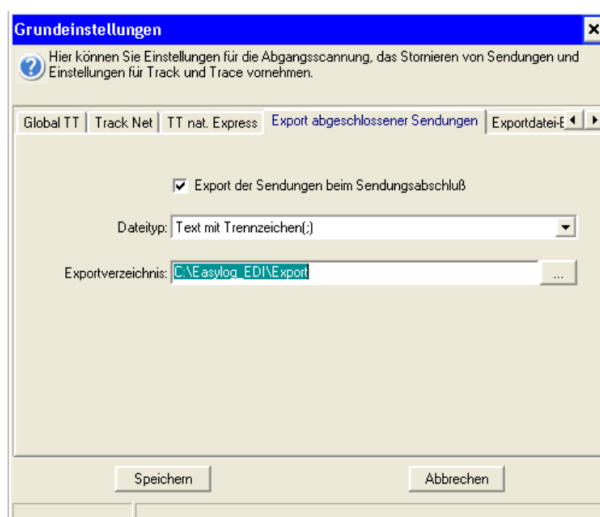 Grundeinstellungen
Hier können Sie Einstellungen für die Abgangsscannung, das Stornieren von Sendungen und
Einstellungen für Track und Trace vornehmen.
Global TT Track Net TT nat. Express Export abgeschlossener Sendungen Exportdatei-E
Export der Sendungen beim Sendungsabschluß
Dateityp: Text mit Trennzeichen(;)
Exportverzeichnis: C:\Easylog_EDI\Export ...
Speichern Abbrechen